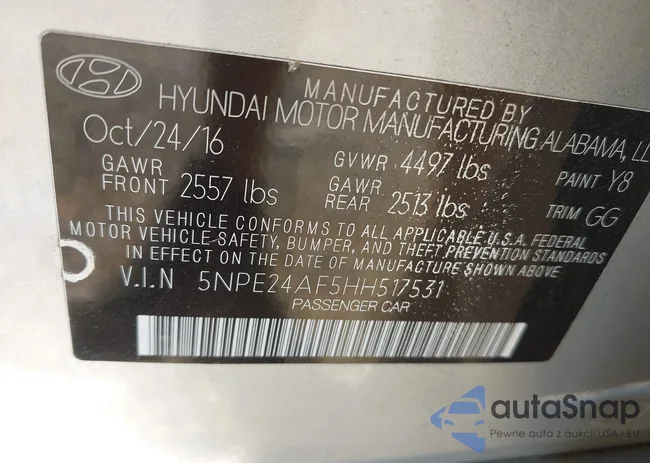 MANUFACTURED BY
HYUNDAI MOTOR MANUFACTURING ALABAMA, LL
Oct/24/16
GVWR 4497 lbs
PAINT Y8
GAWR FRONT 2557 lbs
GAWR REAR 2513 lbs
TRIM GG
THIS VEHICLE CONFORMS TO ALL APPLICABLE U.S.A. FEDERAL
MOTOR VEHICLE SAFETY, BUMPER, AND THEFT PREVENTION STANDARDS
IN EFFECT ON THE DATE OF MANUFACTURE SHOWN ABOVE.
V.I.N 5NPE24AF5HH517531
PASSENGER CAR
autaSnap
Pewne auta z aukcji USA i EU